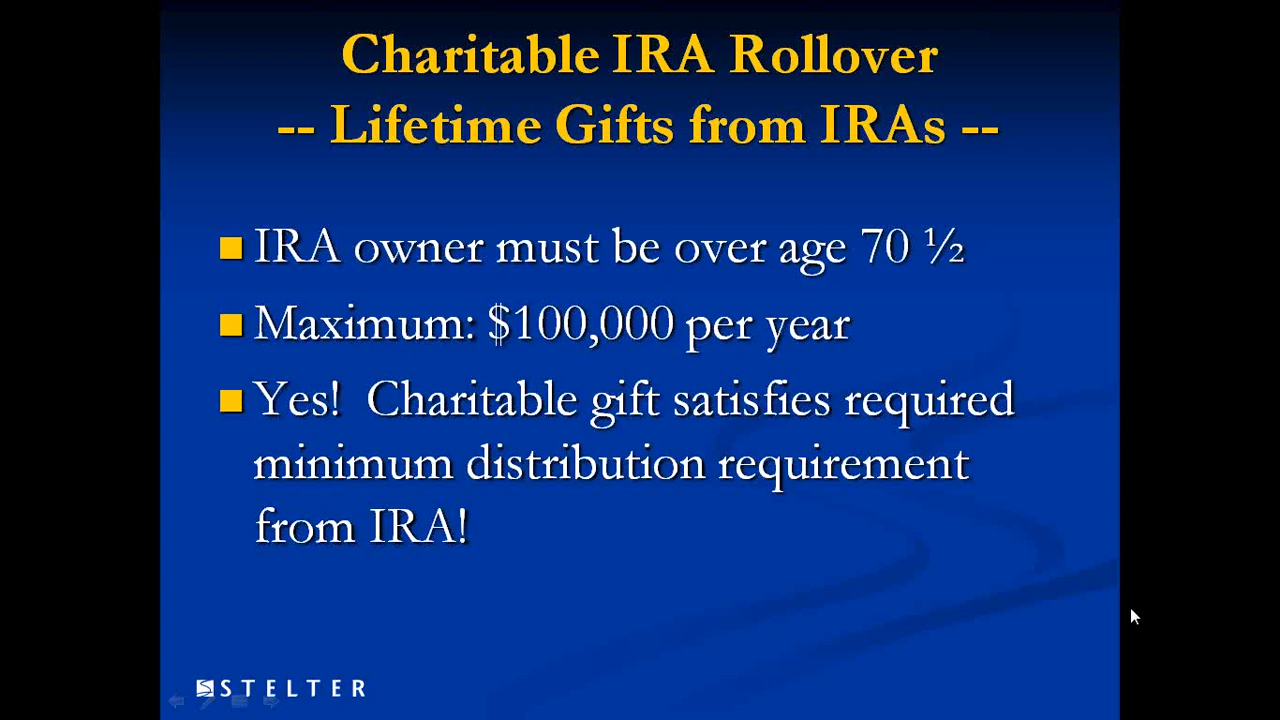 Charitable IRA Rollover
-- Lifetime Gifts from IRAs --
IRA owner must be over age 70 ½
Maximum: $100,000 per year
Yes!  Charitable gift satisfies required
minimum distribution requirement
from IRA!
STELTER